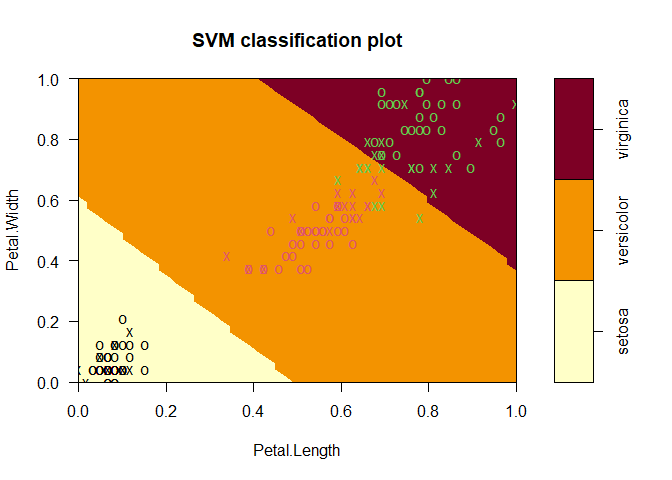 SVM classification plot
1.0
0.8
0.6
0.4
0.2
0.0
Petal.Width
0.0 0.2 0.4 0.6 0.8 1.0
Petal.Length
virginica
versicolor
setosa